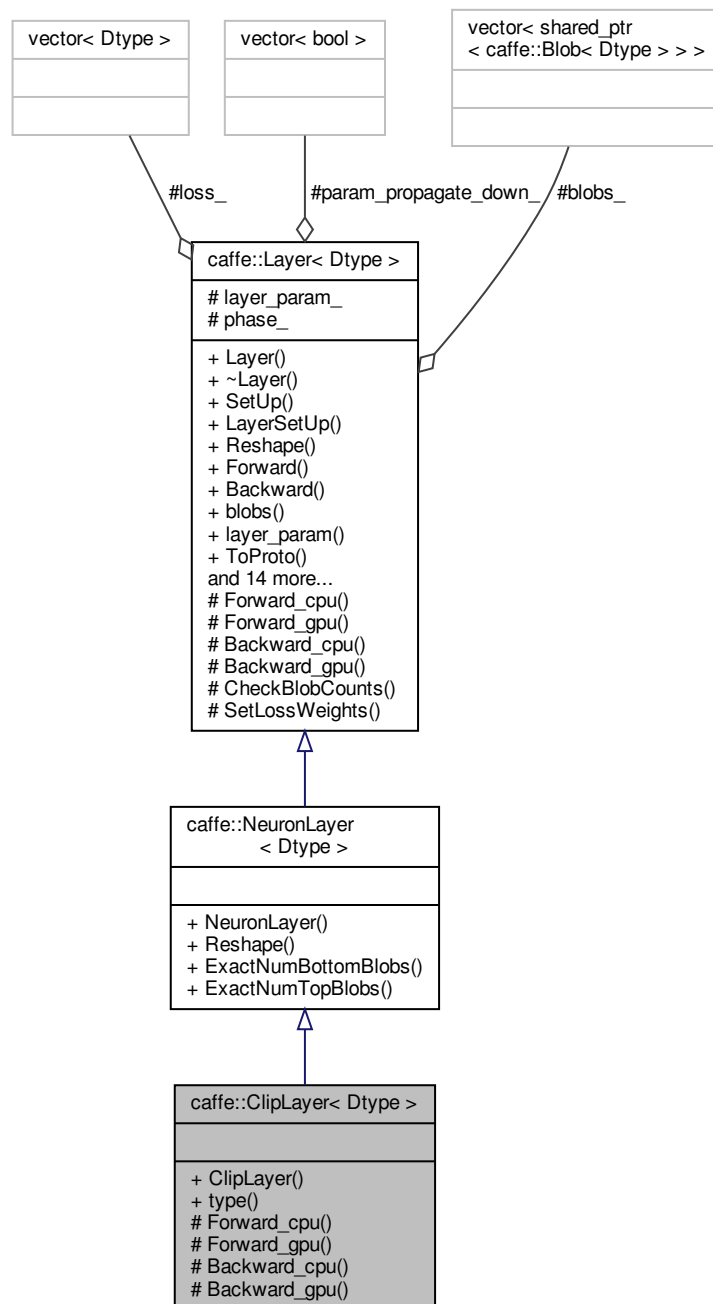 vector< Dtype >
vector< bool >
vector< shared_ptr
< caffe::Blob< Dtype > > >
#loss_
#param_propagate_down_
#blobs_
caffe::Layer< Dtype >
# layer_param_
# phase_
+ Layer()
+ ~Layer()
+ SetUp()
+ LayerSetUp()
+ Reshape()
+ Forward()
+ Backward()
+ blobs()
+ layer_param()
+ ToProto()
and 14 more...
# Forward_cpu()
# Forward_gpu()
# Backward_cpu()
# Backward_gpu()
# CheckBlobCounts()
# SetLossWeights()
caffe::NeuronLayer
< Dtype >
+ NeuronLayer()
+ Reshape()
+ ExactNumBottomBlobs()
+ ExactNumTopBlobs()
caffe::ClipLayer< Dtype >
+ ClipLayer()
+ type()
# Forward_cpu()
# Forward_gpu()
# Backward_cpu()
# Backward_gpu()